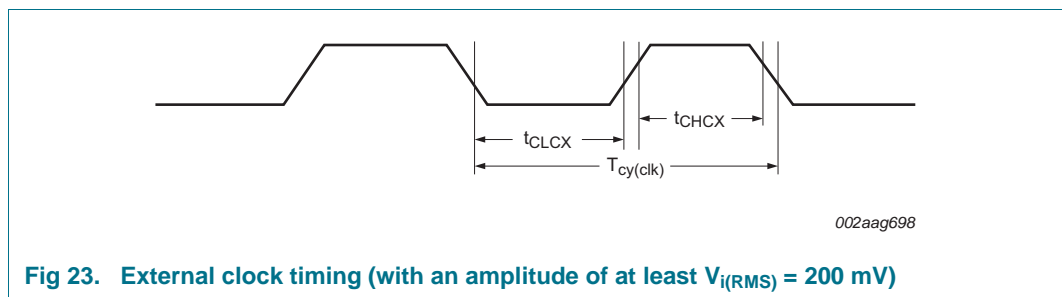 tCHCX
tCLCX
Tcy(clk)
002aag698
Fig 23. External clock timing (with an amplitude of at least Vi(RMS) = 200 mV)